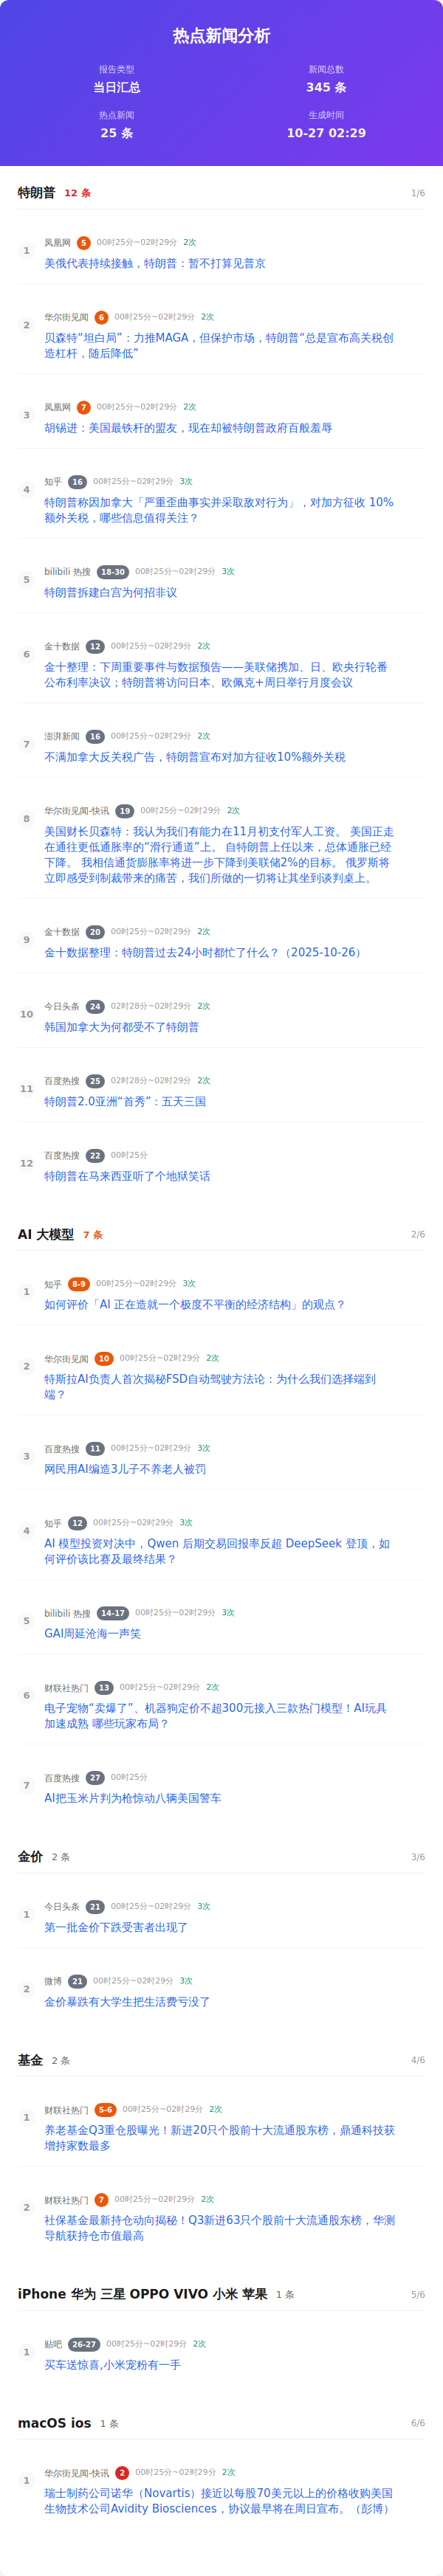 热点新闻分析
报告类型
当日汇总
新闻总数
345 条
热点新闻
25 条
生成时间
10-27 02:29
特朗普 12 条 1/6
1 凤凰网 5 00时25分~02时29分 2次
美俄代表持续接触，特朗普：暂不打算见普京
2 华尔街见闻 6 00时25分~02时29分 2次
贝森特“坦白局”：力推MAGA，但保护市场，特朗普“总是宣布高关税创
造杠杆，随后降低”
3 凤凰网 7 00时25分~02时29分 2次
胡锡进：美国最铁杆的盟友，现在却被特朗普政府百般羞辱
4 知乎 16 00时25分~02时29分 3次
特朗普称因加拿大「严重歪曲事实并采取敌对行为」，对加方征收 10%
额外关税，哪些信息值得关注？
5 bilibili 热搜 18-30 00时25分~02时29分 3次
特朗普拆建白宫为何招非议
6 金十数据 12 00时25分~02时29分 2次
金十整理：下周重要事件与数据预告——美联储携加、日、欧央行轮番
公布利率决议；特朗普将访问日本、欧佩克+周日举行月度会议
7 澎湃新闻 16 00时25分~02时29分 2次
不满加拿大反关税广告，特朗普宣布对加方征收10%额外关税
8 华尔街见闻-快讯 19 00时25分~02时29分 2次
美国财长贝森特：我认为我们有能力在11月初支付军人工资。 美国正走
在通往更低通胀率的“滑行通道”上。 自特朗普上任以来，总体通胀已经
下降。 我相信通货膨胀率将进一步下降到美联储2%的目标。 俄罗斯将
立即感受到制裁带来的痛苦，我们所做的一切将让其坐到谈判桌上。
9 金十数据 20 00时25分~02时29分 2次
金十数据整理：特朗普过去24小时都忙了什么？（2025-10-26）
10 今日头条 24 02时28分~02时29分 2次
韩国加拿大为何都受不了特朗普
11 百度热搜 25 02时28分~02时29分 2次
特朗普2.0亚洲“首秀”：五天三国
12 百度热搜 22 00时25分
特朗普在马来西亚听了个地狱笑话
AI 大模型 7 条 2/6
1 知乎 8-9 00时25分~02时29分 3次
如何评价「AI 正在造就一个极度不平衡的经济结构」的观点？
2 华尔街见闻 10 00时25分~02时29分 2次
特斯拉AI负责人首次揭秘FSD自动驾驶方法论：为什么我们选择端到
端？
3 百度热搜 11 00时25分~02时29分 3次
网民用AI编造3儿子不养老人被罚
4 知乎 12 00时25分~02时29分 3次
AI 模型投资对决中，Qwen 后期交易回报率反超 DeepSeek 登顶，如
何评价该比赛及最终结果？
5 bilibili 热搜 14-17 00时25分~02时29分 3次
GAI周延沧海一声笑
6 财联社热门 13 00时25分~02时29分 2次
电子宠物“卖爆了”、机器狗定价不超300元接入三款热门模型！AI玩具
加速成熟 哪些玩家布局？
7 百度热搜 27 00时25分
AI把玉米片判为枪惊动八辆美国警车
金价 2 条 3/6
1 今日头条 21 00时25分~02时29分 3次
第一批金价下跌受害者出现了
2 微博 21 00时25分~02时29分 3次
金价暴跌有大学生把生活费亏没了
基金 2 条 4/6
1 财联社热门 5-6 00时25分~02时29分 2次
养老基金Q3重仓股曝光！新进20只个股前十大流通股东榜，鼎通科技获
增持家数最多
2 财联社热门 7 00时25分~02时29分 2次
社保基金最新持仓动向揭秘！Q3新进63只个股前十大流通股东榜，华测
导航获持仓市值最高
iPhone 华为 三星 OPPO VIVO 小米 苹果 1 条 5/6
1 贴吧 26-27 00时25分~02时29分 2次
买车送惊喜,小米宠粉有一手
macOS ios 1 条 6/6
1 华尔街见闻-快讯 2 00时25分~02时29分 2次
瑞士制药公司诺华（Novartis）接近以每股70美元以上的价格收购美国
生物技术公司Avidity Biosciences，协议最早将在周日宣布。（彭博）